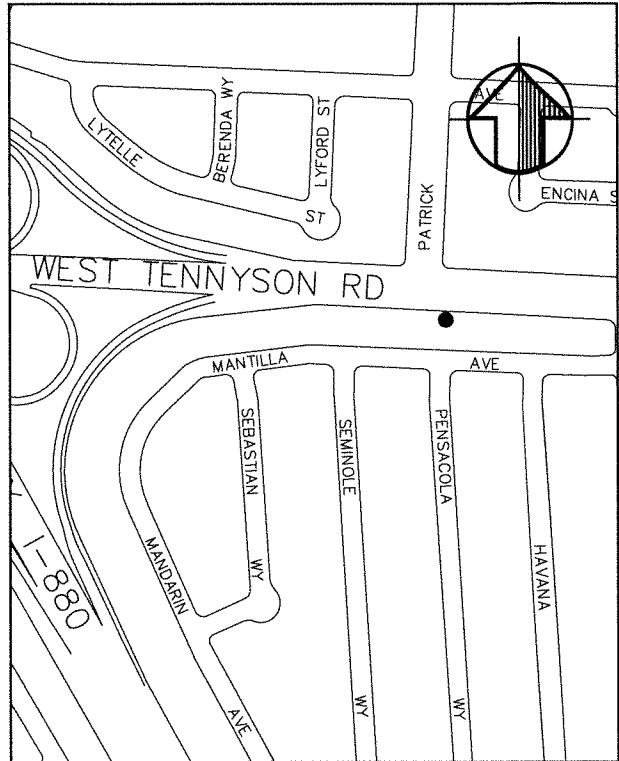 AVE
BERENDA WY
LYFORD ST
LYTELLE
ST
PATRICK
ENCINA S
WEST TENNYSON RD
MANTILLA
AVE
SEBASTIAN
WY
SEMINOLE
WY
PENSACOLA
WY
HAVANA
I-880
MANDARIN
AVE